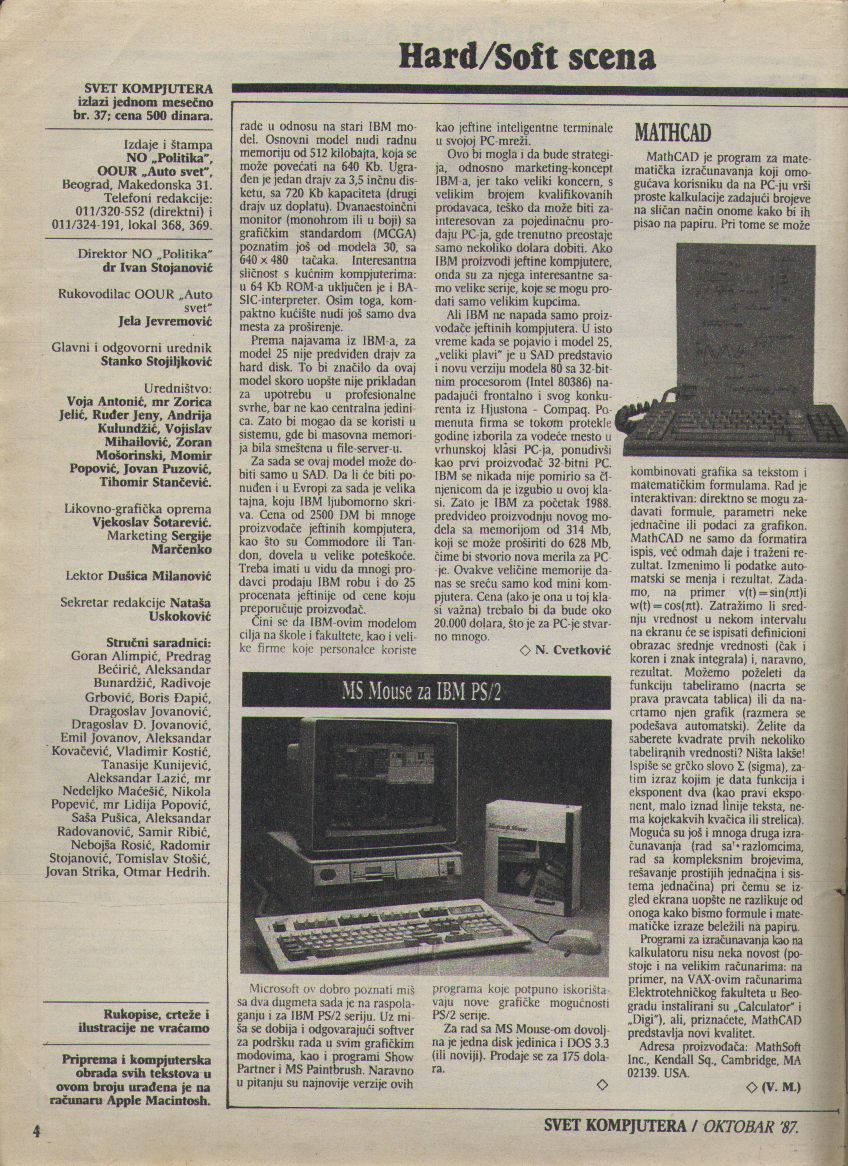 Hard/Soft scena
SVET KOMPJUTERA
izlazi jednom mesečno
br. 37; cena 500 dinara.
Izdaje i štampa
NO „Politika”,
OOUR „Auto svet”,
Beograd, Makedonska 31.
Telefoni redakcije:
011/320-552 (direktni) i
011/324-191, lokal 368, 369.
Direktor NO „Politika”
dr Ivan Stojanović
Rukovodilac OOUR „Auto
svet”
Jela Jevremović
Glavni i odgovorni urednik
Stanko Stojiljković
Uredništvo:
Voja Antonić, mr Zorica
Jelić, Ruđer Jeny, Andrija
Kulundžić, Vojislav
Mihailović, Zoran
Mošorinski, Momir
Popović, Jovan Puzović,
Tihomir Stančević.
Likovno-grafička oprema
Vjekoslav Šotarević.
Marketing Sergije
Marčenko
Lektor Dušica Milanović
Sekretar redakcije Nataša
Uskoković
Stručni saradnici:
Goran Alimpić, Predrag
Bećirić, Aleksandar
Bunardžić, Radivoje
Grbović, Boris Đapić,
Dragoslav Jovanović,
Dragoslav Đ. Jovanović,
Emil Jovanov, Aleksandar
Kovačević, Vladimir Kostić,
Tanasije Kunijević,
Aleksandar Lazić, mr
Nedeljko Maćešić, Nikola
Popević, mr Lidija Popović,
Saša Pušica, Aleksandar
Radovanović, Samir Ribić,
Nebojša Rosić, Radomir
Stojanović, Tomislav Stošić,
Jovan Strika, Otmar Hedrih.
Rukopise, crteže i
ilustracije ne vraćamo
Priprema i kompjuterska
obrada svih tekstova u
ovom broju urađena je na
računaru Apple Macintosh.
rade u odnosu na stari IBM mo-
del. Osnovni model nudi radnu
memoriju od 512 kilobajta, koja se
može povećati na 640 Kb. Ugra-
đen je jedan drajv za 3,5 inčnu dis-
ketu, sa 720 Kb kapaciteta (drugi
drajv uz doplatu). Dvanaestoinčni
monitor (monohrom ili u boji) sa
grafičkim standardom (MCGA)
poznatim još od modela 30, sa
640 × 480 tačaka. Interesantna
sličnost s kućnim kompjuterima:
u 64 Kb ROM-a uključen je i BA-
SIC-interpreter. Osim toga, kom-
paktno kućište nudi još samo dva
mesta za proširenje.
Prema najavama iz IBM-a, za
model 25 nije predviđen drajv za
hard disk. To bi značilo da ovaj
model skoro uopšte nije prikladan
za upotrebu u profesionalne
svrhe, bar ne kao centralna jedini-
ca. Zato bi mogao da se koristi u
sistemu, gde bi masovna memori-
ja bila smeštena u file-server-u.
Za sada se ovaj model može do-
biti samo u SAD. Da li će biti po-
nuđen i u Evropi za sada je velika
tajna, koju IBM ljubomorno skri-
va. Cena od 2500 DM bi mnoge
proizvođače jeftinih kompjutera,
kao što su Commodore ili Tan-
don, dovela u velike poteškoće.
Treba imati u vidu da mnogi pro-
davci prodaju IBM robu i do 25
procenata jeftinije od cene koju
preporučuje proizvođač.
Čini se da IBM-ovim modelom
cilja na škole i fakultete, kao i veli-
ke firme koje personalce koriste
kao jeftine inteligentne terminale
u svojoj PC-mreži.
Ovo bi mogla i da bude strategi-
ja, odnosno marketing-koncept
IBM-a, jer tako veliki koncern, s
velikim brojem kvalifikovanih
prodavaca, teško da može biti za-
interesovan za pojedinačnu pro-
daju PC-ja, gde trenutno preostaje
samo nekoliko dolara dobiti. Ako
IBM proizvodi jeftine kompjutere,
onda su za njega interesantne sa-
mo velike serije, koje se mogu pro-
dati samo velikim kupcima.
Ali IBM ne napada samo proiz-
vođače jeftinih kompjutera. U isto
vreme kada se pojavio i model 25,
„veliki plavi” je u SAD predstavio
i novu verziju modela 80 sa 32-bit-
nim procesorom (Intel 80386) na-
padajući frontalno i svog konku-
renta iz Hjustona - Compaq. Po-
menuta firma se tokom protekle
godine izborila za vodeće mesto u
vrhunskoj klasi PC-ja, ponudivši
kao prvi proizvođač 32-bitni PC.
IBM se nikada nije pomirio sa či-
njenicom da je izgubio u ovoj kla-
si. Zato je IBM za početak 1988.
predvideo proizvodnju novog mo-
dela sa memorijom od 314 Mb,
koji se može proširiti do 628 Mb,
čime bi stvorio nova merila za PC
-je. Ovakve veličine memorije da-
nas se sreću samo kod mini kom-
pjutera. Cena (ako je ona u toj kla-
si važna) trebalo bi da bude oko
20.000 dolara, što je za PC-je stvar-
no mnogo.
◇ N. Cvetković
MS Mouse za IBM PS/2
Microsoft Mouse
Microsoft ov dobro poznati miš
sa dva dugmeta sada je na raspola-
ganju i za IBM PS/2 seriju. Uz mi-
ša se dobija i odgovarajući softver
za podršku rada u svim grafičkim
modovima, kao i programi Show
Partner i MS Paintbrush. Naravno
u pitanju su najnovije verzije ovih
programa koje potpuno iskorišta-
vaju nove grafičke mogućnosti
PS/2 serije.
Za rad sa MS Mouse-om dovolj-
na je jedna disk jedinica i DOS 3.3
(ili noviji). Prodaje se za 175 dola-
ra.
◇
MATHCAD
MathCAD je program za mate-
matička izračunavanja koji omo-
gućava korisniku da na PC-ju vrši
proste kalkulacije zadajući brojeve
na sličan način onome kako bi ih
pisao na papiru. Pri tome se može
kombinovati grafika sa tekstom i
matematičkim formulama. Rad je
interaktivan: direktno se mogu za-
davati formule, parametri neke
jednačine ili podaci za grafikon.
MathCAD ne samo da formatira
ispis, već odmah daje i traženi re-
zultat. Izmenimo li podatke auto-
matski se menja i rezultat. Zada-
mo, na primer v(t)=sin(πt)i
w(t)=cos(πt). Zatražimo li sred-
nju vrednost u nekom intervalu
na ekranu će se ispisati definicioni
obrazac srednje vrednosti (čak i
koren i znak integrala) i, naravno,
rezultat. Možemo poželeti da
funkciju tabeliramo (nacrta se
prava pravcata tablica) ili da na-
crtamo njen grafik (razmera se
podešava automatski). Želite da
saberete kvadrate prvih nekoliko
tabeliranih vrednosti? Ništa lakše!
Ispiše se grčko slovo Σ (sigma), za-
tim izraz kojim je data funkcija i
eksponent dva (kao pravi ekspo-
nent, malo iznad linije teksta, ne-
ma kojekakvih kvačica ili strelica).
Moguća su još i mnoga druga izra-
čunavanja (rad sa razlomcima,
rad sa kompleksnim brojevima,
rešavanje prostijih jednačina i sis-
tema jednačina) pri čemu se iz-
gled ekrana uopšte ne razlikuje od
onoga kako bismo formule i mate-
matičke izraze beležili na papiru.
Programi za izračunavanja kao na
kalkulatoru nisu neka novost (po-
stoje i na velikim računarima: na
primer, na VAX-ovim računarima
Elektrotehničkog fakulteta u Beo-
gradu instalirani su „Calculator” i
„Digi”), ali, priznaćete, MathCAD
predstavlja novi kvalitet.
Adresa proizvođača: MathSoft
Inc., Kendall Sq., Cambridge, MA
02139. USA.
◇ (V. M.)
4
SVET KOMPJUTERA / OKTOBAR '87.